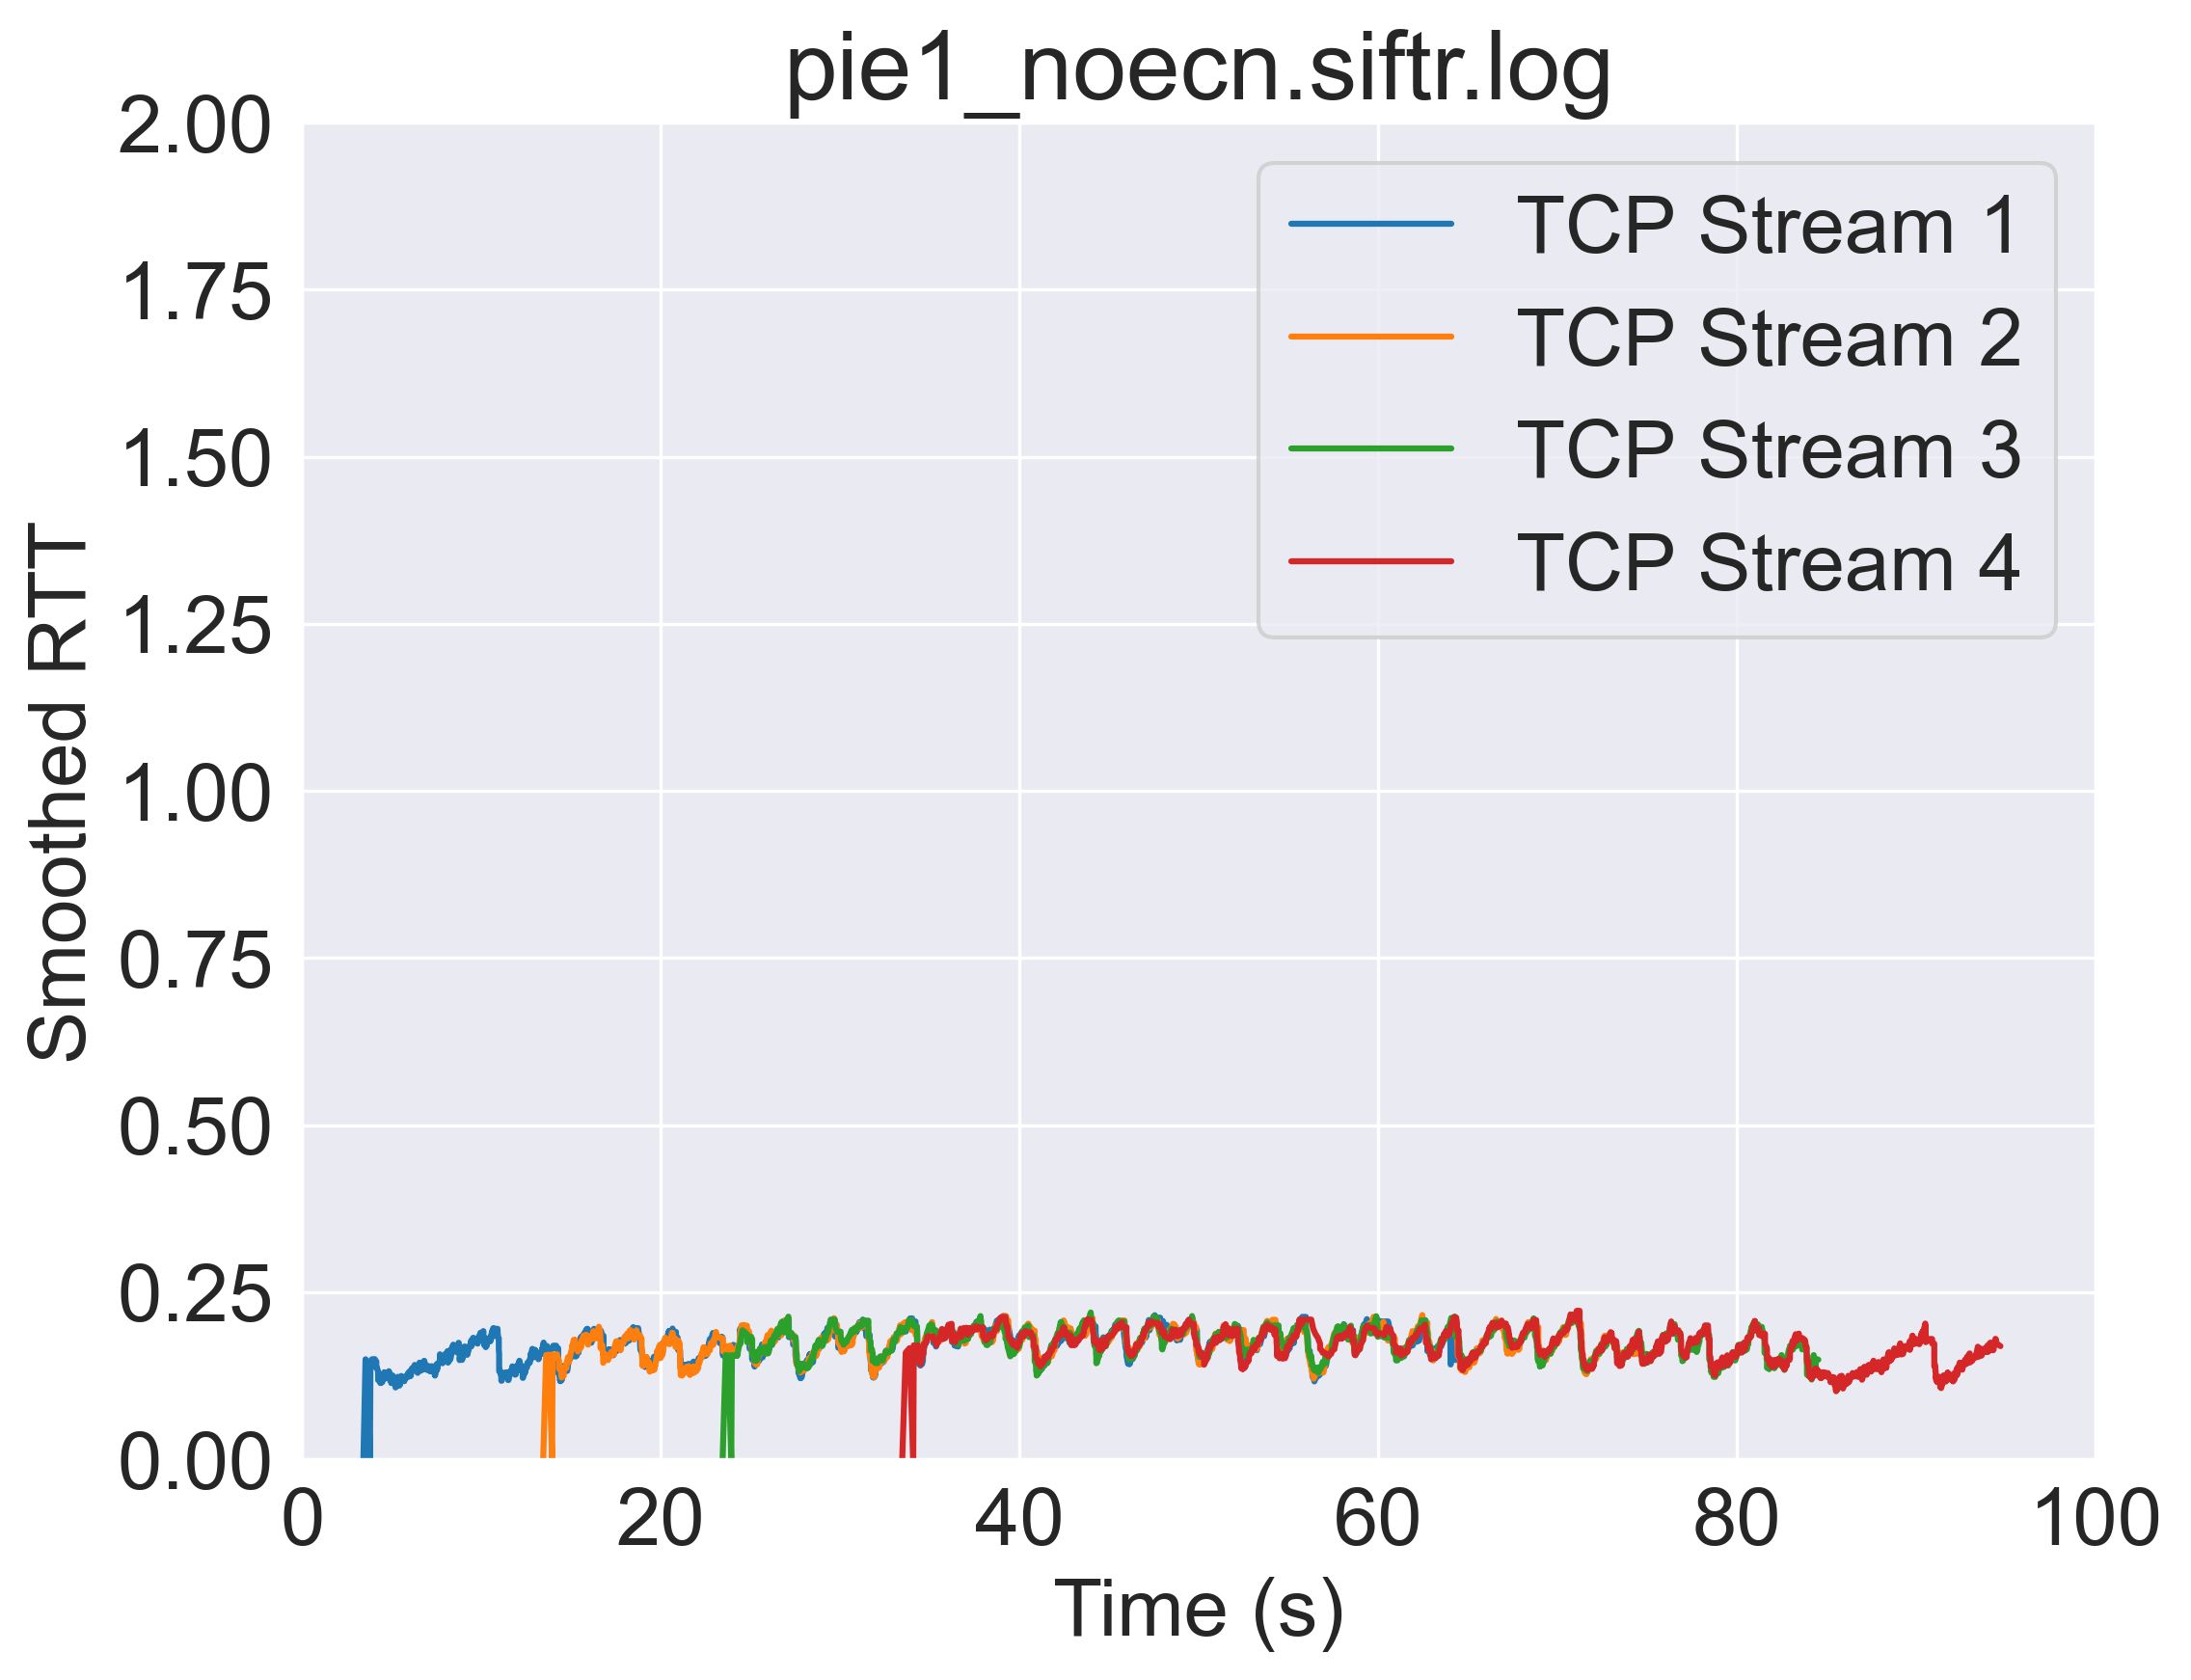 pie1_noecn.siftr.log
2.00
1.75
1.50
1.25
1.00
0.75
0.50
0.25
0.00
Smoothed RTT
TCP Stream 1
TCP Stream 2
TCP Stream 3
TCP Stream 4
0 20 40 60 80 100
Time (s)